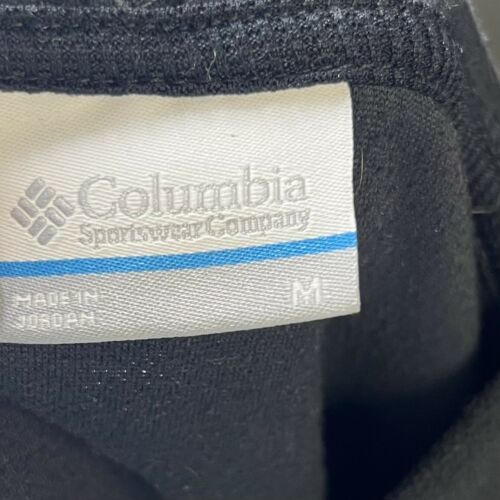 Columbia
Sportswear Company
MADE IN
JORDAN
M